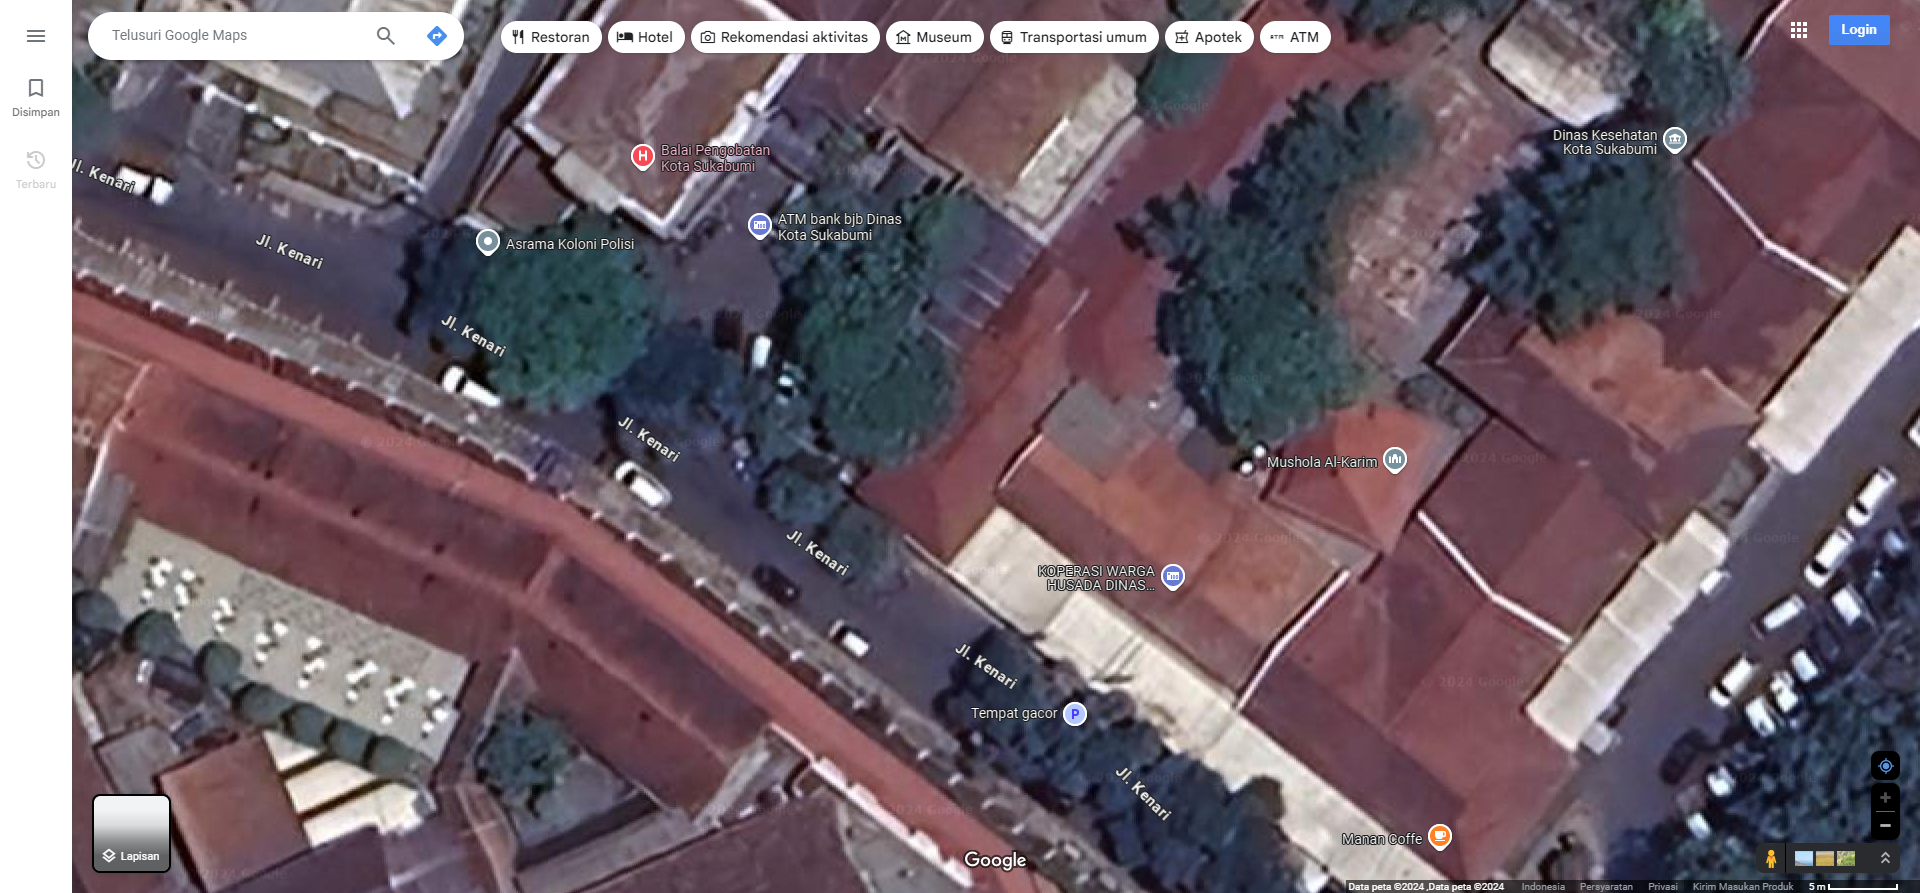 Telusuri Google Maps
Restoran
Hotel
Rekomendasi aktivitas
Museum
Transportasi umum
Apotek
ATM
Login
Disimpan
Terbaru
Jl. Kenari
Balai Pengobatan
Kota Sukabumi
Dinas Kesehatan
Kota Sukabumi
ATM bank bjb Dinas
Kota Sukabumi
Asrama Koloni Polisi
Jl. Kenari
Jl. Kenari
Jl. Kenari
Mushola Al-Karim
Jl. Kenari
KOPERASI WARGA
HUSADA DINAS...
Jl. Kenari
Tempat gacor
P
Jl. Kenari
Manan Coffe
Lapisan
Google
Data peta ©2024 ,Data peta ©2024
Indonesia
Persyaratan
Privasi
Kirim Masukan Produk
5 m